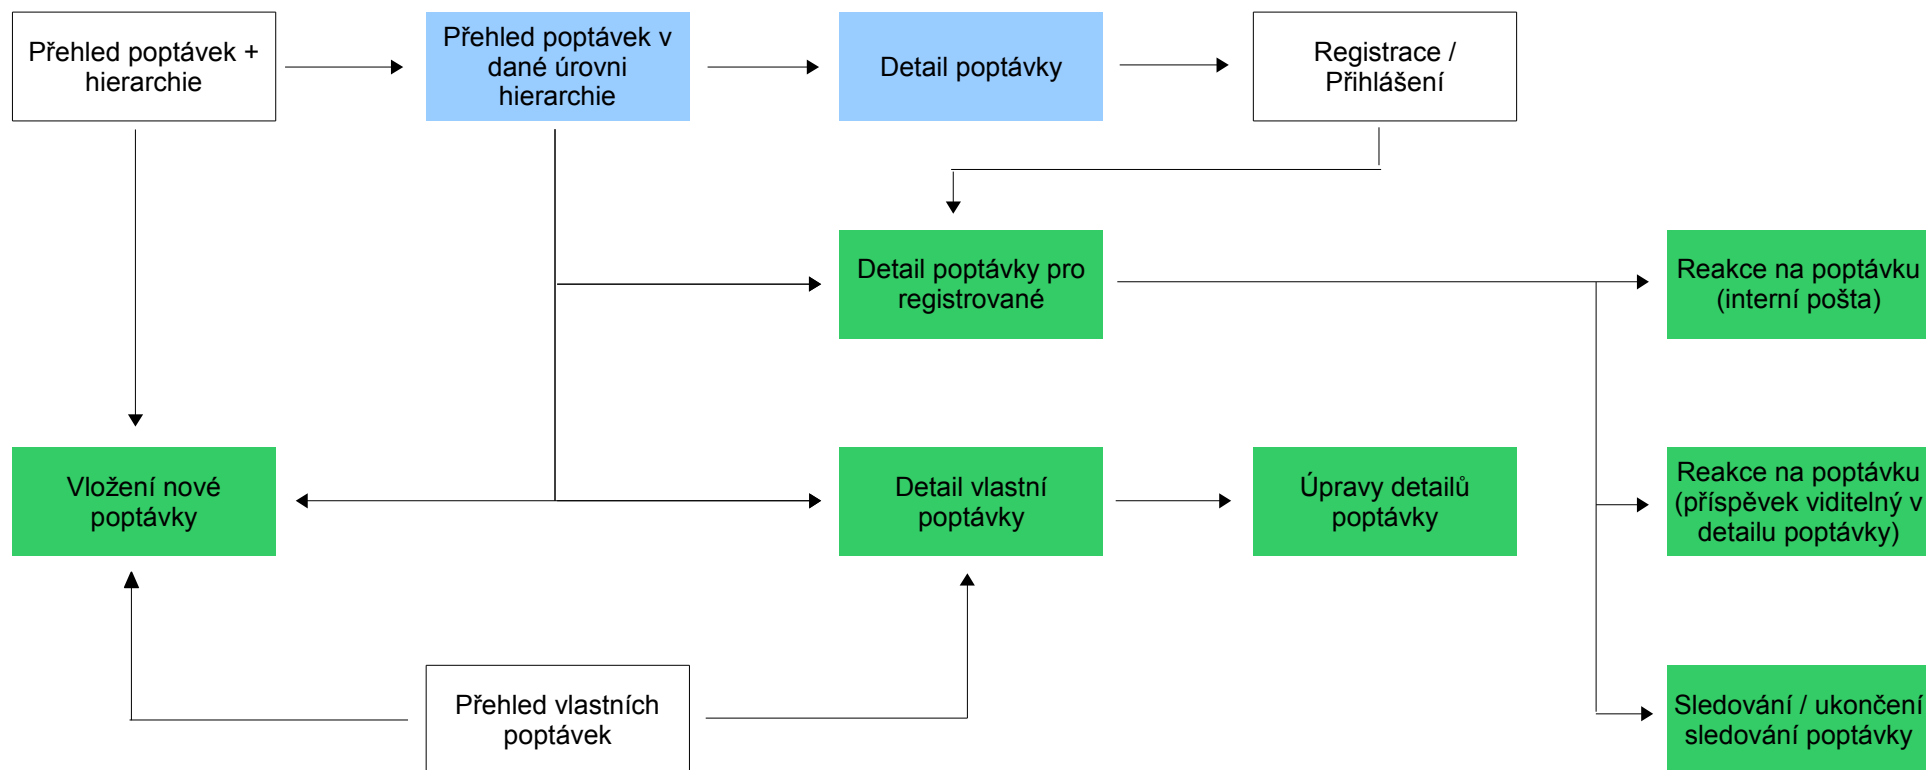 Přehled poptávek +
hierarchie
Přehled poptávek v
dané úrovni
hierarchie
Detail poptávky
Registrace /
Přihlášení
Detail poptávky pro
registrované
Reakce na poptávku
(interní pošta)
Vložení nové
poptávky
Detail vlastní
poptávky
Úpravy detailů
poptávky
Reakce na poptávku
(příspěvek viditelný v
detailu poptávky)
Přehled vlastních
poptávek
Sledování / ukončení
sledování poptávky